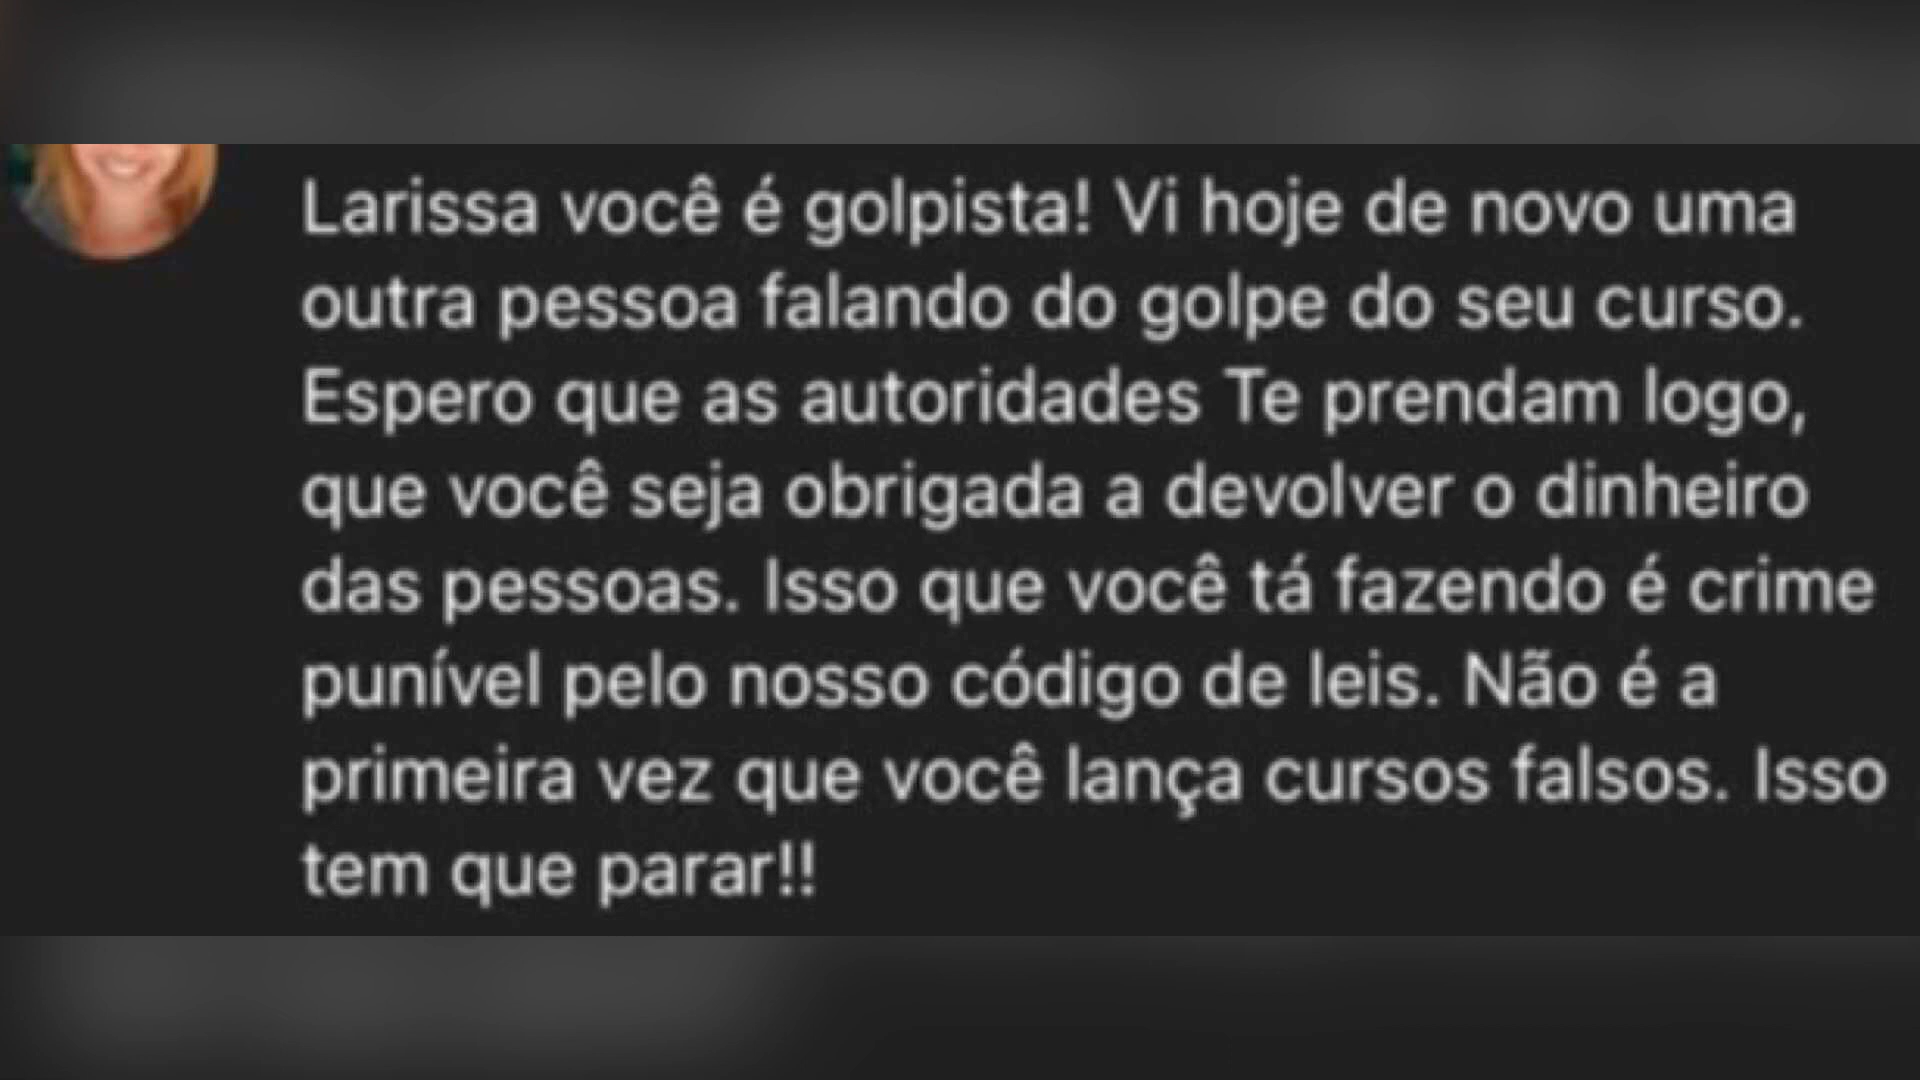 Larissa você é golpista! Vi hoje de novo uma
outra pessoa falando do golpe do seu curso.
Espero que as autoridades Te prendam logo,
que você seja obrigada a devolver o dinheiro
das pessoas. Isso que você tá fazendo é crime
punível pelo nosso código de leis. Não é a
primeira vez que você lança cursos falsos. Isso
tem que parar!!